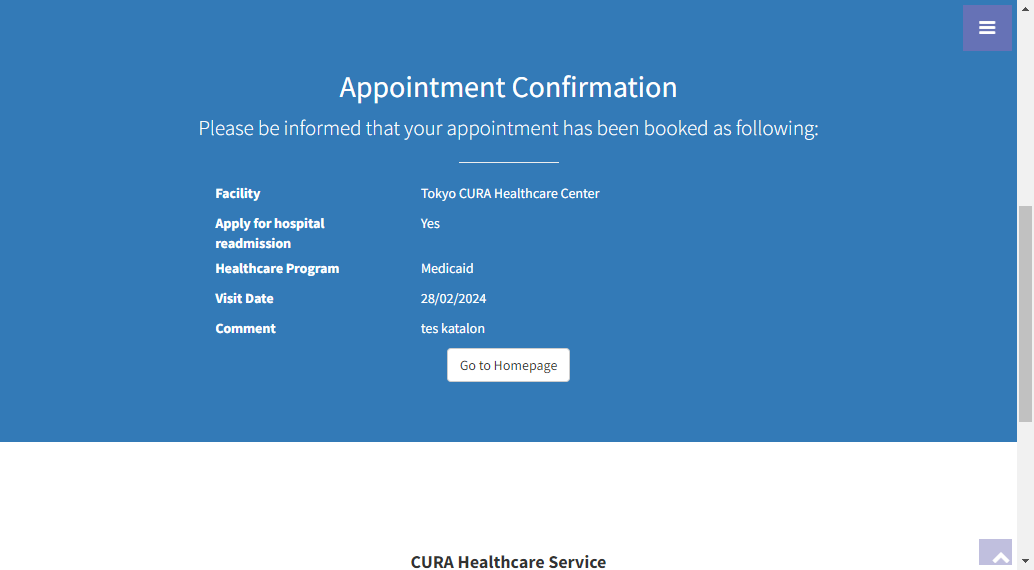 Appointment Confirmation
Please be informed that your appointment has been booked as following:
Facility Tokyo CURA Healthcare Center
Apply for hospital readmission Yes
Healthcare Program Medicaid
Visit Date 28/02/2024
Comment tes katalon
Go to Homepage
CURA Healthcare Service